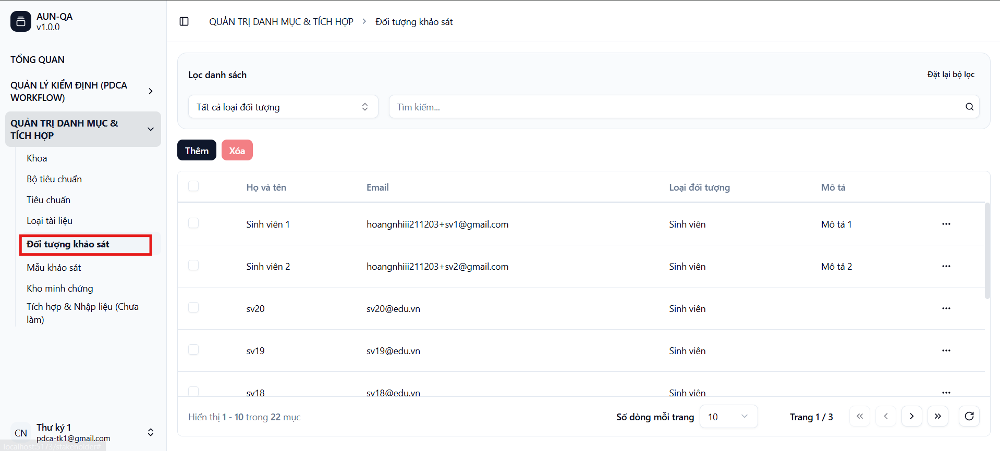 AUN-QA
v1.0.0
TỔNG QUAN
QUẢN LÝ KIỂM ĐỊNH (PDCA
WORKFLOW)
QUẢN TRỊ DANH MỤC &
TÍCH HỢP
Khoa
Bộ tiêu chuẩn
Tiêu chuẩn
Loại tài liệu
Đối tượng khảo sát
Mẫu khảo sát
Kho minh chứng
Tích hợp & Nhập liệu (Chưa
làm)
CN
Thư ký 1
pdca-tk1@gmail.com
localhost:5173/stakeholder#
QUẢN TRỊ DANH MỤC & TÍCH HỢP > Đối tượng khảo sát
Lọc danh sách
Đặt lại bộ lọc
Tất cả loại đối tượng
Tìm kiếm...
Thêm
Xóa
Họ và tên Email Loại đối tượng Mô tả
Sinh viên 1 hoangnhiii211203+sv1@gmail.com Sinh viên Mô tả 1
Sinh viên 2 hoangnhiii211203+sv2@gmail.com Sinh viên Mô tả 2
sv20 sv20@edu.vn Sinh viên
sv19 sv19@edu.vn Sinh viên
sv18 sv18@edu.vn Sinh viên
Hiển thị 1 - 10 trong 22 mục
Số dòng mỗi trang 10
Trang 1 / 3